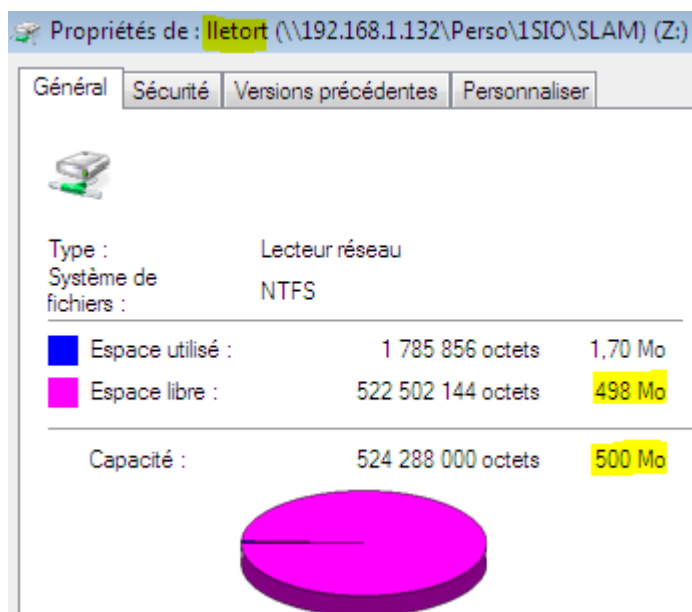 Propriétés de : lletort (\\192.168.1.132\Perso\1SIO\SLAM) (Z:)
Général Sécurité Versions précédentes Personnaliser
Type : Lecteur réseau
Système de fichiers : NTFS
Espace utilisé : 1 785 856 octets 1,70 Mo
Espace libre : 522 502 144 octets 498 Mo
Capacité : 524 288 000 octets 500 Mo